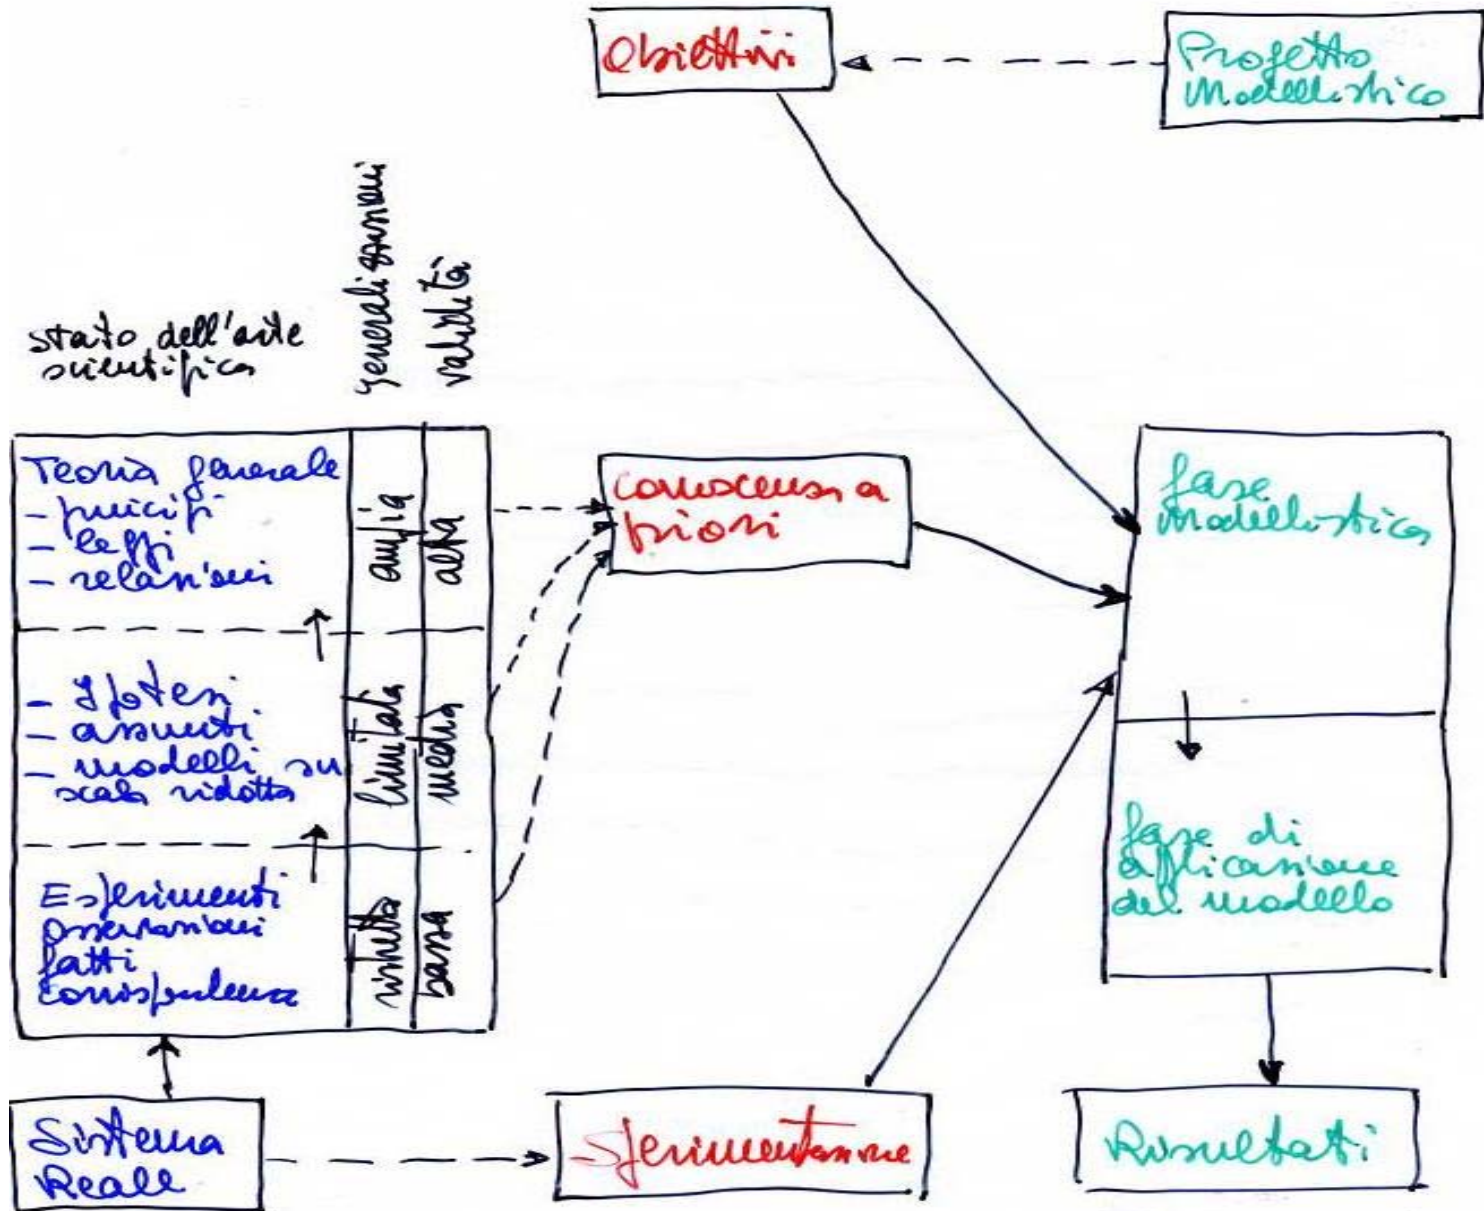 Obiettivi
Progetto
Modellistico
generalizzazioni
validità
stato dell'arte
scientifica
Teoria generale
- principi
- leggi
- relazioni
ampia
alta
conoscenza a
priori
fase
Modellistica
- Ipotesi
- assunti
- modelli su
scala ridotta
limitata
media
fase di
applicazione
del modello
Esperimenti
osservazioni
fatti
corrispondenza
ristretta
bassa
Sistema
Reale
Sperimentazione
Risultati